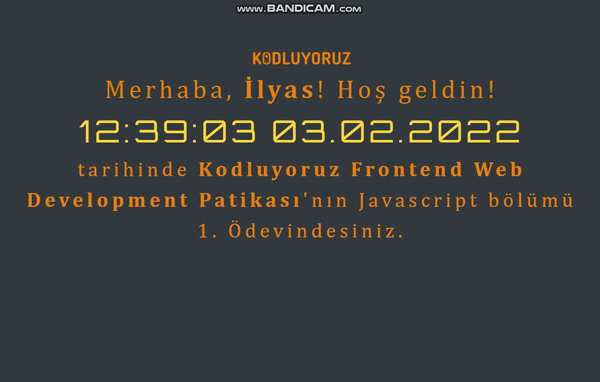 www.BANDICAM.com
KODLUYORUZ
Merhaba, İlyas! Hoş geldin!
12:39:03 03.02.2022
tarihinde Kodluyoruz Frontend Web
Development Patikası'nın Javascript bölümü
1. Ödevindesiniz.